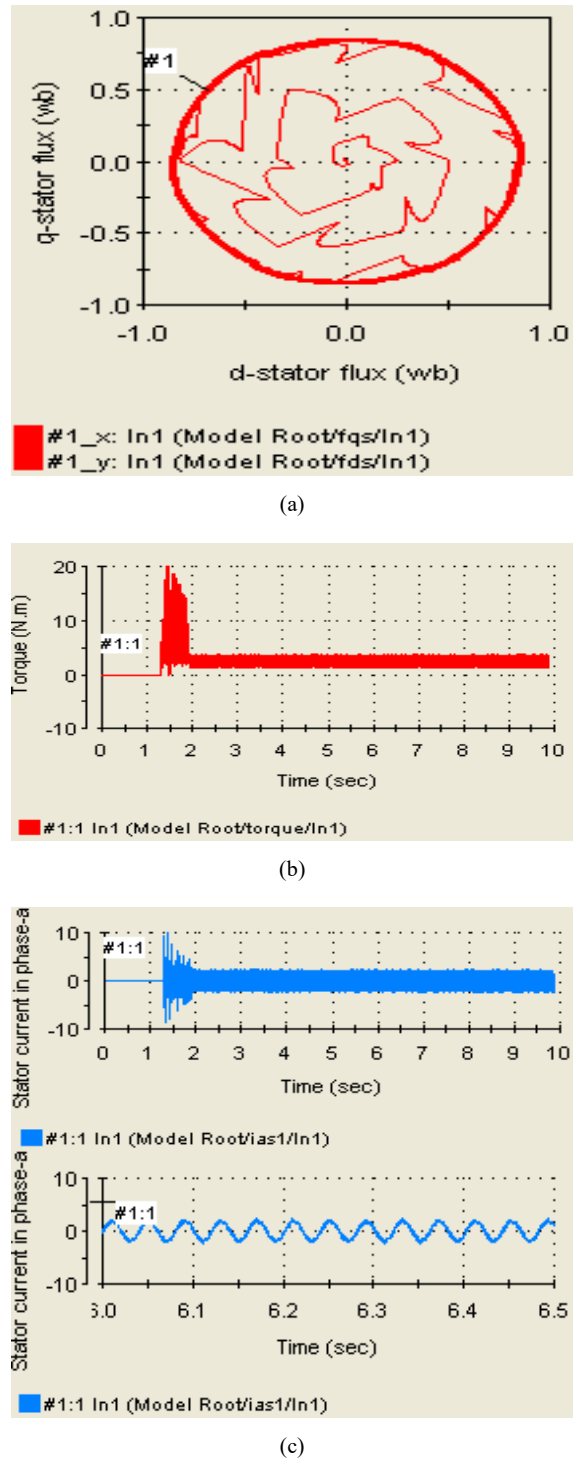 1.0
#1
0.5
0.0
-0.5
-1.0
q-stator flux (wb)
-1.0 0.0 1.0
d-stator flux (wb)
#1_x: In1 (Model Root/fqs/In1)
#1_y: In1 (Model Root/fds/In1)
(a)
20
10
#1:1
0
-10
Torque (N.m)
0 1 2 3 4 5 6 7 8 9 10
Time (sec)
#1:1 In1 (Model Root/torque/In1)
(b)
10
#1:1
0
-10
Stator current in phase-a
0 1 2 3 4 5 6 7 8 9 10
Time (sec)
#1:1 In1 (Model Root/ias1/In1)
10
#1:1
0
-10
Stator current in phase-a
6.0 6.1 6.2 6.3 6.4 6.5
Time (sec)
#1:1 In1 (Model Root/ias1/In1)
(c)